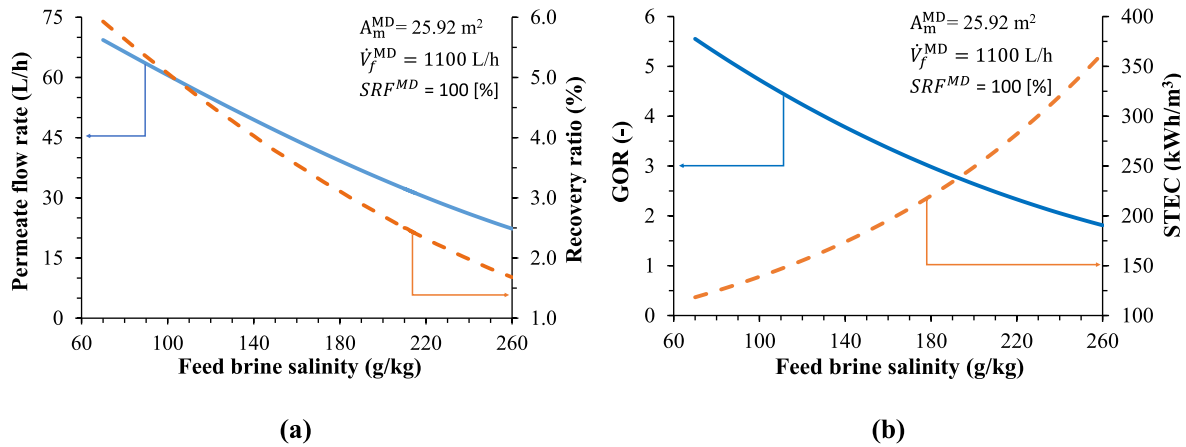 75
60
45
30
15
0
Permeate flow rate (L/h)
A_m^MD = 25.92 m²
V̇_f^MD = 1100 L/h
SRF^MD = 100 [%]
6.0
5.0
4.0
3.0
2.0
1.0
Recovery ratio (%)
60 100 140 180 220 260
Feed brine salinity (g/kg)
(a)
6
5
4
3
2
1
0
GOR (-)
A_m^MD = 25.92 m²
V̇_f^MD = 1100 L/h
SRF^MD = 100 [%]
400
350
300
250
200
150
100
STEC (kWh/m³)
60 100 140 180 220 260
Feed brine salinity (g/kg)
(b)